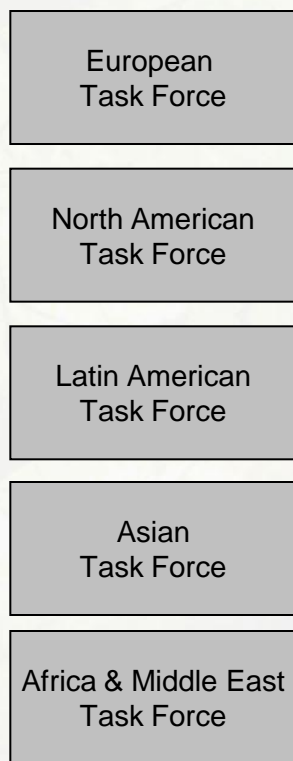 European
Task Force
North American
Task Force
Latin American
Task Force
Asian
Task Force
Africa & Middle East
Task Force